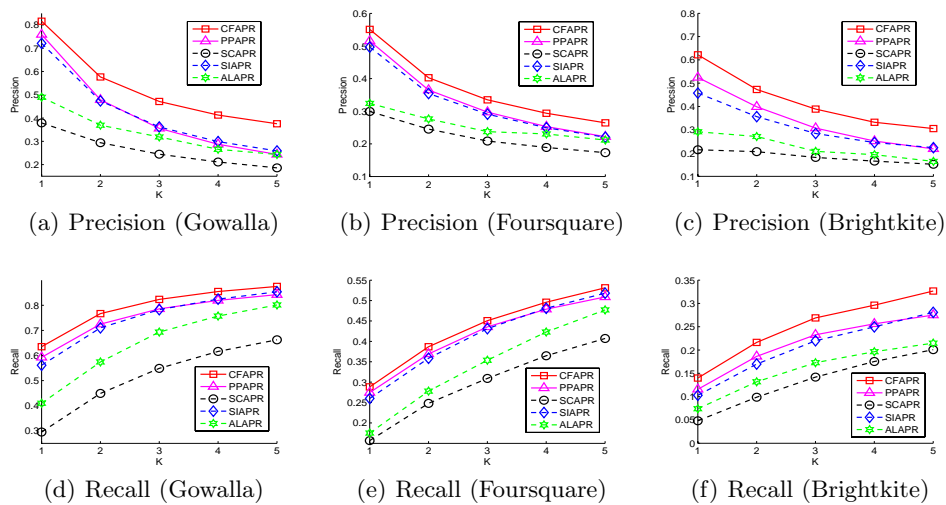 0.8
0.7
0.6
0.5
0.4
0.3
0.2
Precision
1 2 3 4 5
K
CFAPR
PPAPR
SCAPR
SIAPR
ALAPR
(a) Precision (Gowalla)
0.6
0.5
0.4
0.3
0.2
0.1
Precision
1 2 3 4 5
K
CFAPR
PPAPR
SCAPR
SIAPR
ALAPR
(b) Precision (Foursquare)
0.8
0.7
0.6
0.5
0.4
0.3
0.2
0.1
Precision
1 2 3 4 5
K
CFAPR
PPAPR
SCAPR
SIAPR
ALAPR
(c) Precision (Brightkite)
0.8
0.7
0.6
0.5
0.4
0.3
Recall
1 2 3 4 5
K
CFAPR
PPAPR
SCAPR
SIAPR
ALAPR
(d) Recall (Gowalla)
0.55
0.5
0.45
0.4
0.35
0.3
0.25
0.2
Recall
1 2 3 4 5
K
CFAPR
PPAPR
SCAPR
SIAPR
ALAPR
(e) Recall (Foursquare)
0.35
0.3
0.25
0.2
0.15
0.1
0.05
0
Recall
1 2 3 4 5
K
CFAPR
PPAPR
SCAPR
SIAPR
ALAPR
(f) Recall (Brightkite)